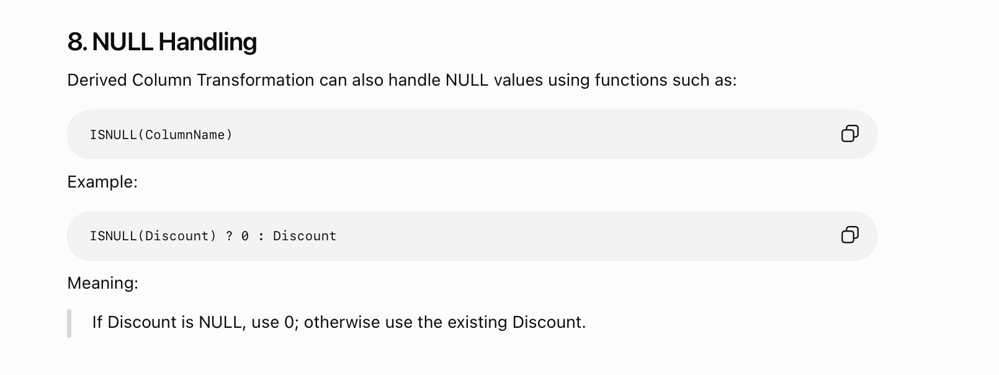 8. NULL Handling
Derived Column Transformation can also handle NULL values using functions such as:
ISNULL(ColumnName)
Example:
ISNULL(Discount) ? 0 : Discount
Meaning:
If Discount is NULL, use 0; otherwise use the existing Discount.